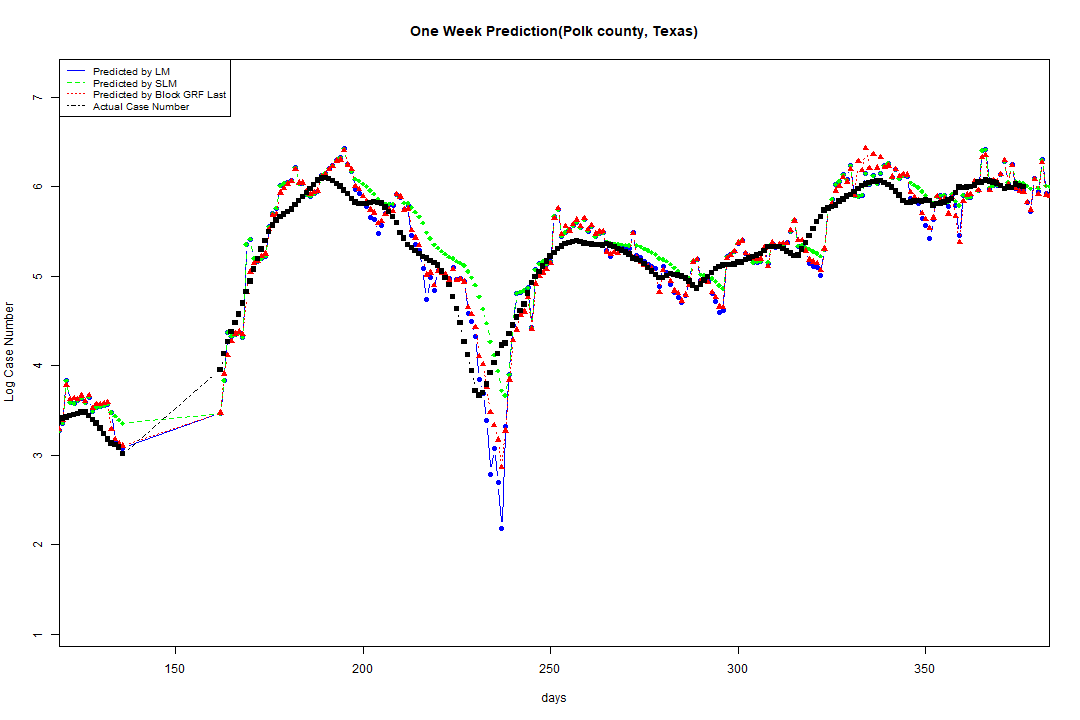 One Week Prediction(Polk county, Texas)
Predicted by LM
Predicted by SLM
Predicted by Block GRF Last
Actual Case Number
7
6
5
4
3
2
1
Log Case Number
150 200 250 300 350
days